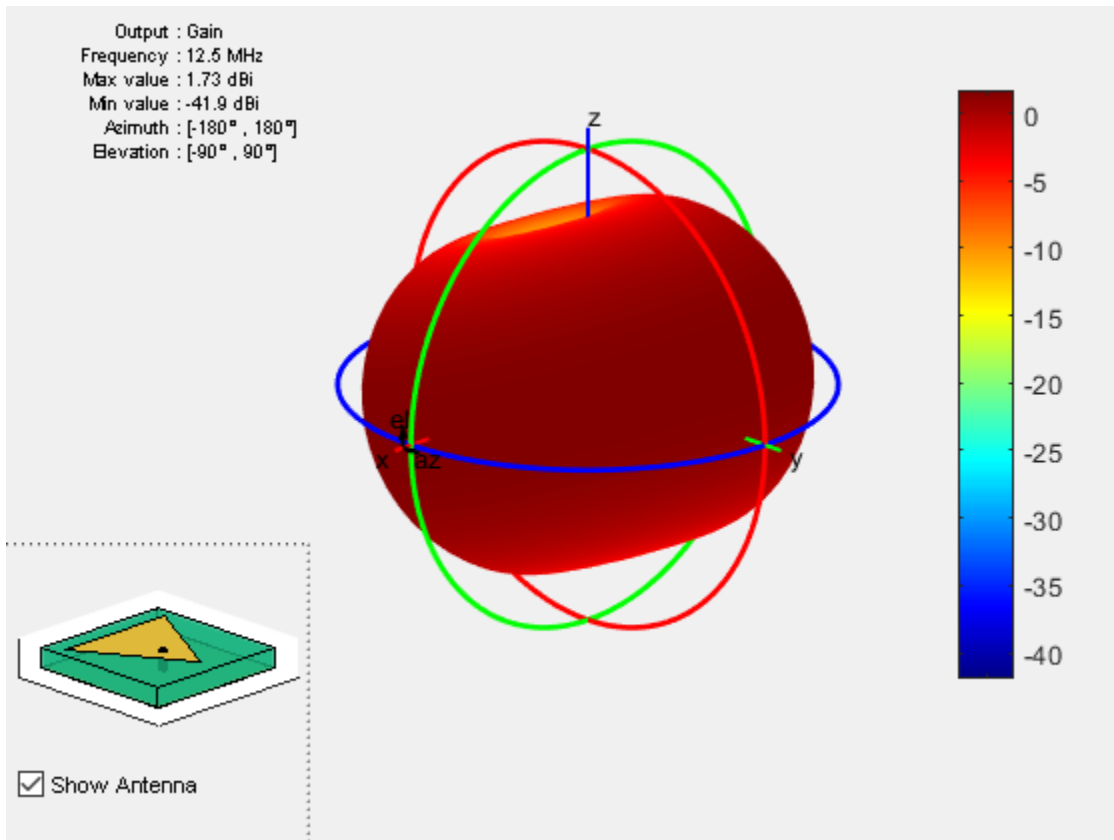 Output : Gain
Frequency : 12.5 MHz
Max value : 1.73 dBi
Min value : -41.9 dBi
Azimuth : [-180° , 180°]
Elevation : [-90° , 90°]
z
0
-5
-10
-15
-20
-25
-30
-35
-40
el
x
az
y
Show Antenna